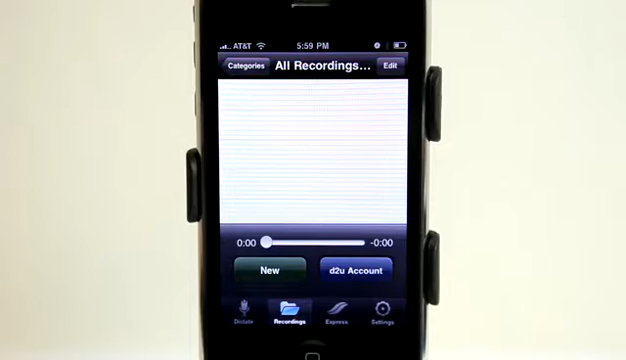 AT&T 5:59 PM
Categories All Recordings... Edit
0:00 -0:00
New d2u Account
Dictate Recordings Express Settings